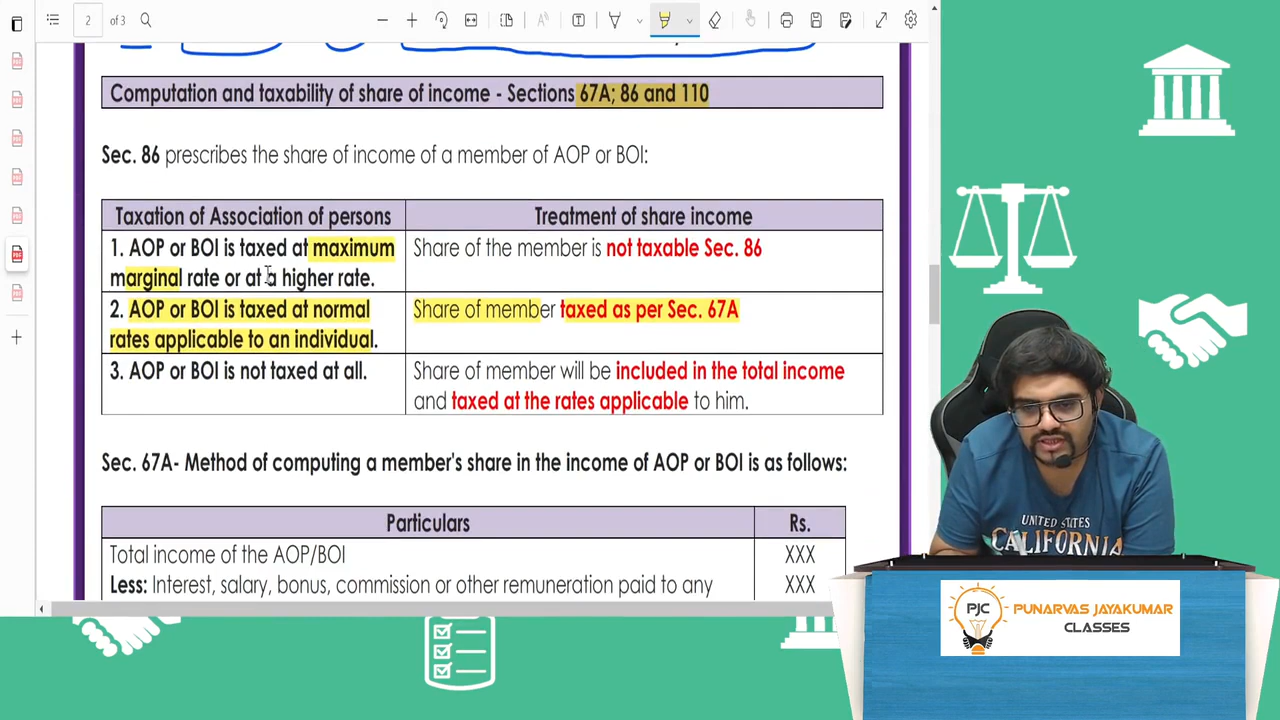 2 of 3
Computation and taxability of share of income - Sections 67A; 86 and 110
Sec. 86 prescribes the share of income of a member of AOP or BOI:
Taxation of Association of persons
Treatment of share income
1. AOP or BOI is taxed at maximum
marginal rate or at a higher rate.
Share of the member is not taxable Sec. 86
2. AOP or BOI is taxed at normal
rates applicable to an individual.
Share of member taxed as per Sec. 67A
3. AOP or BOI is not taxed at all.
Share of member will be included in the total income
and taxed at the rates applicable to him.
Sec. 67A- Method of computing a member's share in the income of AOP or BOI is as follows:
Particulars
Rs.
Total income of the AOP/BOI
XXX
Less: Interest, salary, bonus, commission or other remuneration paid to any
XXX
UNITED STATES
CALIFORNIA
PJC
PUNARVAS JAYAKUMAR
CLASSES